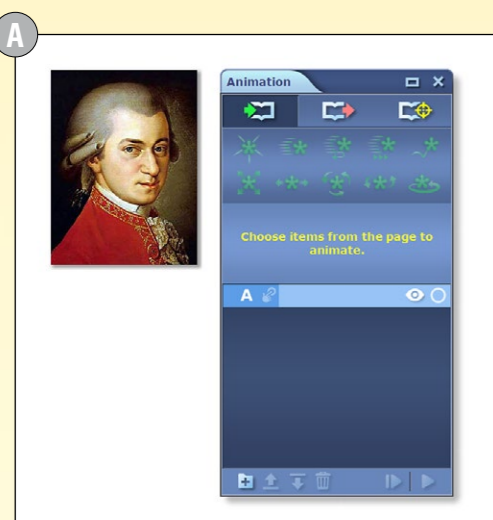 A
Animation
Choose items from the page to
animate.
A